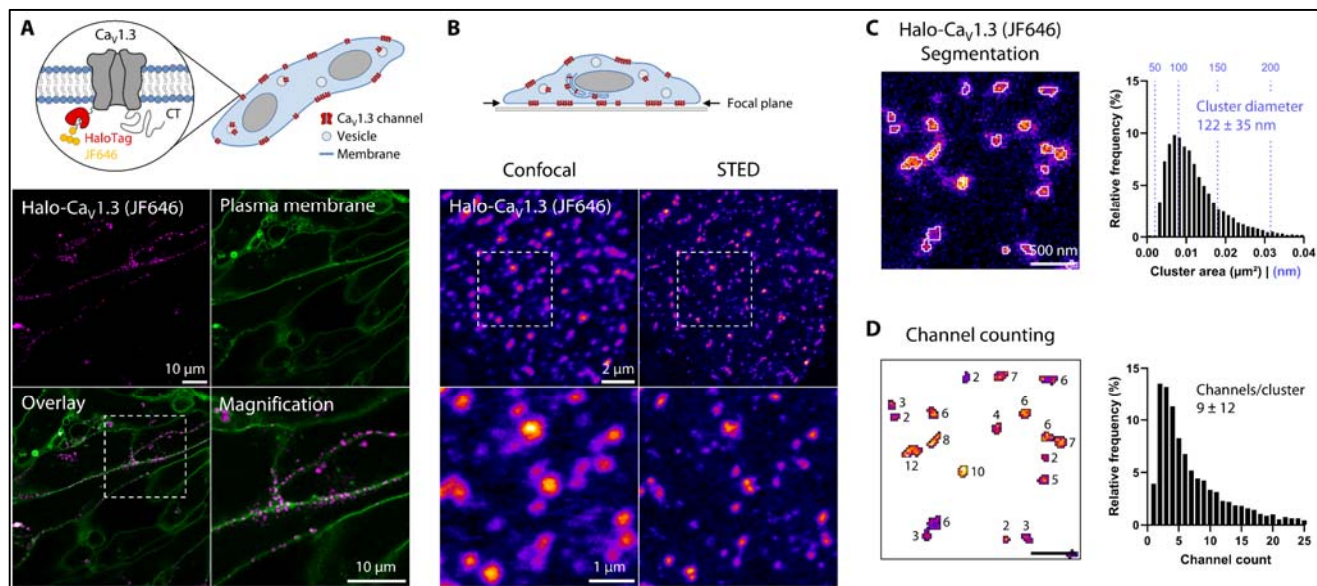 A
Ca_V1.3
CT
HaloTag
JF646
Ca_V1.3 channel
Vesicle
Membrane
Halo-Ca_V1.3 (JF646)
Plasma membrane
10 µm
Overlay
Magnification
10 µm
B
Focal plane
Confocal
STED
Halo-Ca_V1.3 (JF646)
2 µm
1 µm
C
Halo-Ca_V1.3 (JF646)
Segmentation
500 nm
50 100 150 200
Cluster diameter
122 ± 35 nm
Relative frequency (%)
15
10
5
0
0.00 0.01 0.02 0.03 0.04
Cluster area (µm²) | (nm)
D
Channel counting
2
7
6
3
2
6
6
4
6
7
8
12
2
10
5
6
3
2
3
Channels/cluster
9 ± 12
Relative frequency (%)
15
10
5
0
0 5 10 15 20 25
Channel count